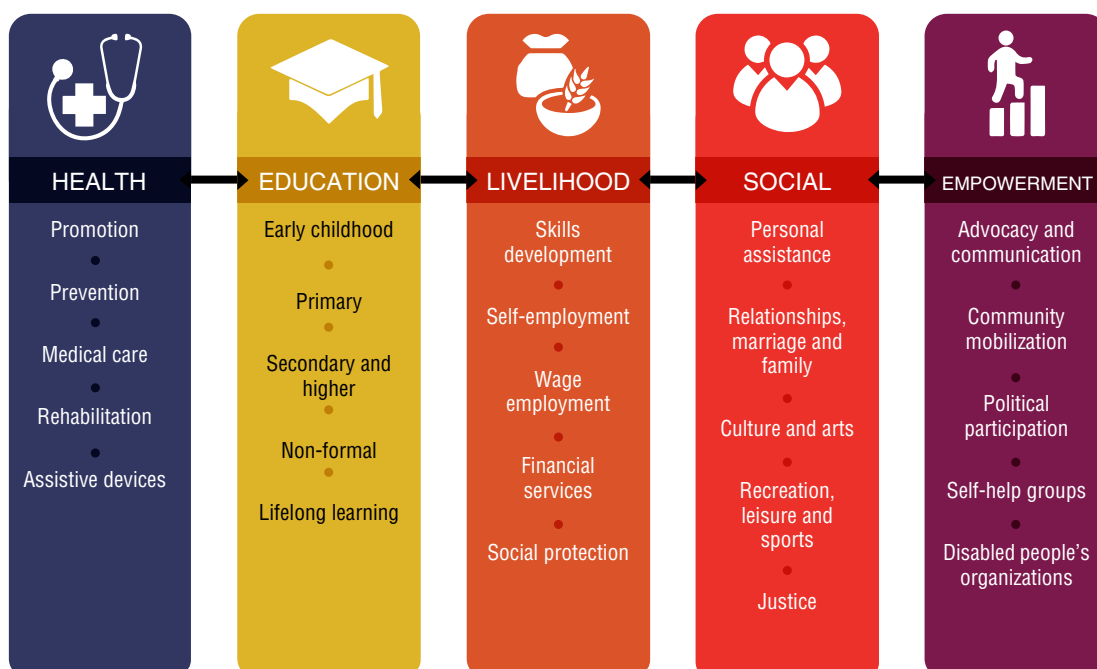 HEALTH
Promotion
Prevention
Medical care
Rehabilitation
Assistive devices
EDUCATION
Early childhood
Primary
Secondary and
higher
Non-formal
Lifelong learning
LIVELIHOOD
Skills
development
Self-employment
Wage
employment
Financial
services
Social protection
SOCIAL
Personal
assistance
Relationships,
marriage and
family
Culture and arts
Recreation,
leisure and
sports
Justice
EMPOWERMENT
Advocacy and
communication
Community
mobilization
Political
participation
Self-help groups
Disabled people’s
organizations